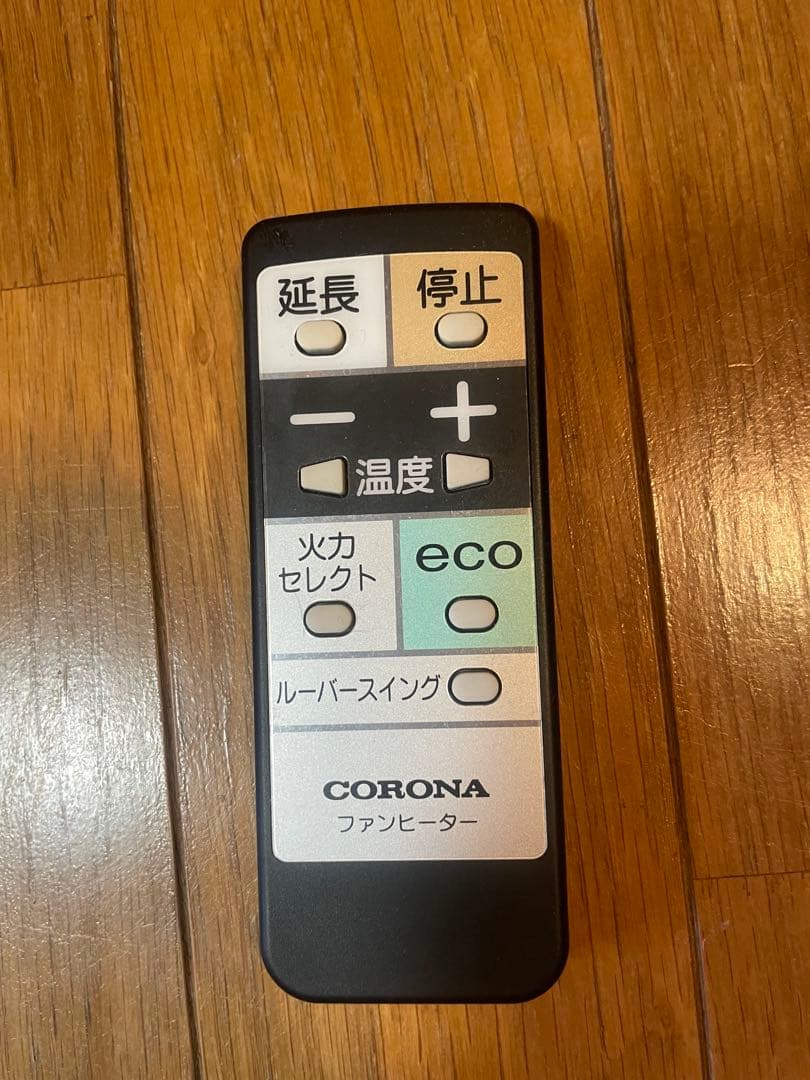 延長
停止
－ ＋
温度
火力
セレクト
eco
ルーバースイング
CORONA
ファンヒーター